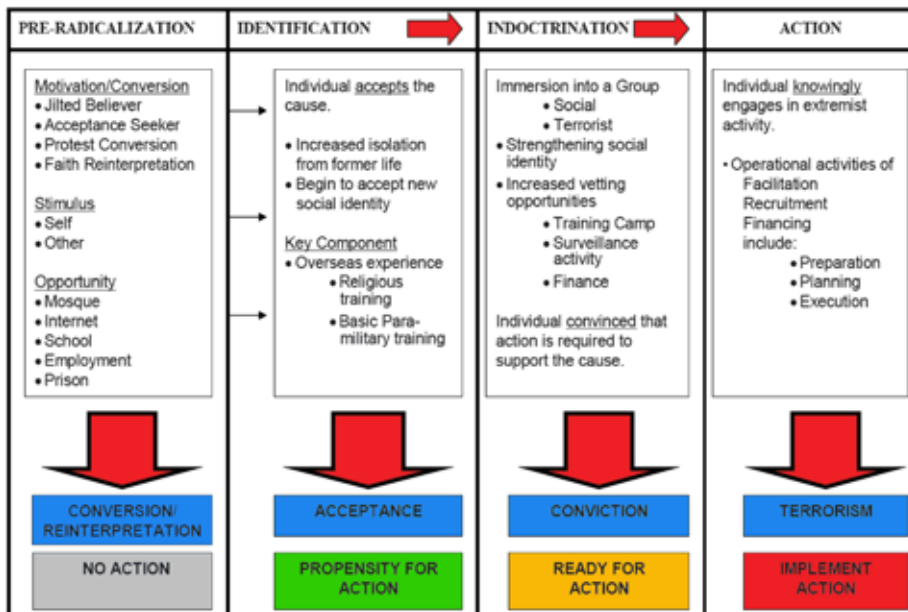 PRE-RADICALIZATION
Motivation/Conversion
• Jilted Believer
• Acceptance Seeker
• Protest Conversion
• Faith Reinterpretation
Stimulus
• Self
• Other
Opportunity
• Mosque
• Internet
• School
• Employment
• Prison
CONVERSION/
REINTERPRETATION
NO ACTION
IDENTIFICATION
Individual accepts the
cause.
• Increased isolation
from former life
• Begin to accept new
social identity
Key Component
• Overseas experience
• Religious
training
• Basic Para-
military training
ACCEPTANCE
PROPENSITY FOR
ACTION
INDOCTRINATION
Immersion into a Group
• Social
• Terrorist
• Strengthening social
identity
• Increased vetting
opportunities
• Training Camp
• Surveillance
activity
• Finance
Individual convinced that
action is required to
support the cause.
CONVICTION
READY FOR
ACTION
ACTION
Individual knowingly
engages in extremist
activity.
• Operational activities of
Facilitation
Recruitment
Financing
include:
• Preparation
• Planning
• Execution
TERRORISM
IMPLEMENT
ACTION